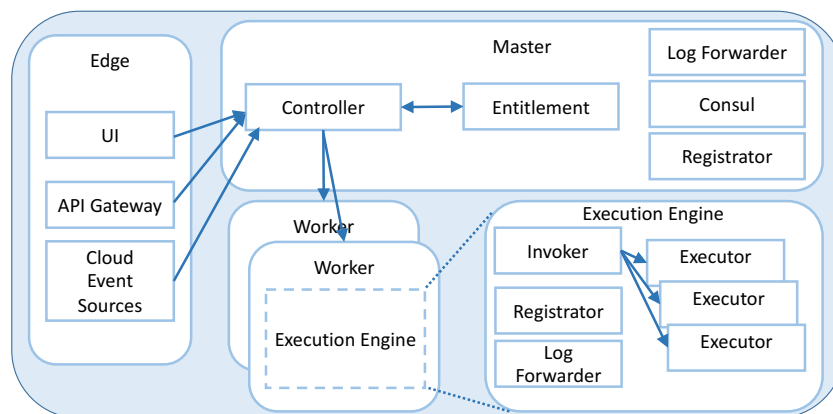 Edge
UI
API Gateway
Cloud
Event
Sources
Master
Controller
Entitlement
Log Forwarder
Consul
Registrator
Worker
Worker
Execution Engine
Execution Engine
Invoker
Registrator
Log
Forwarder
Executor
Executor
Executor